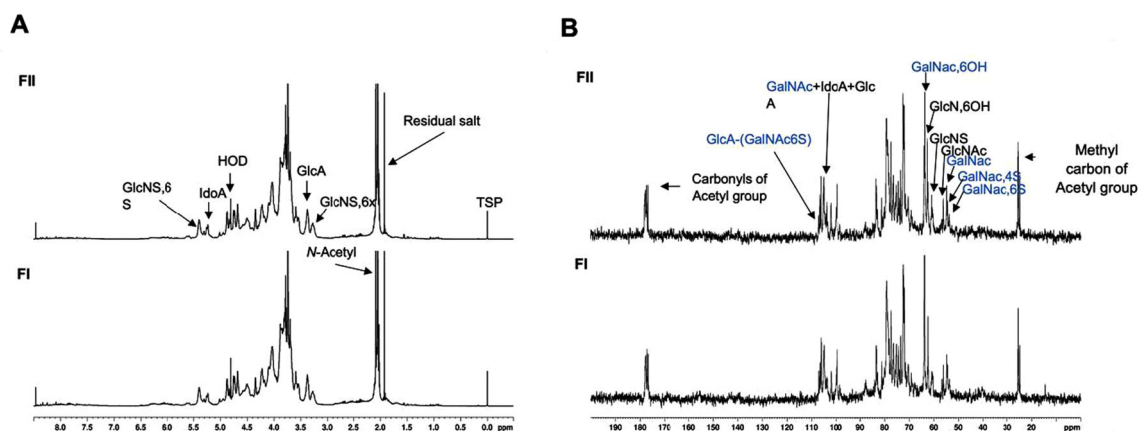 A
FII
Residual salt
HOD
GlcA
GlcNS,6
S
IdoA
GlcNS,6x
TSP
N-Acetyl
FI
8.0 7.5 7.0 6.5 6.0 5.5 5.0 4.5 4.0 3.5 3.0 2.5 2.0 1.5 1.0 0.5 0.0 ppm
B
FII
GalNac,6OH
GalNAc+IdoA+Glc
A
GlcN,6OH
GlcA-(GalNAc6S)
GlcNS
GlcNAc
GalNac
GalNac,4S
GalNac,6S
Carbonyls of
Acetyl group
Methyl
carbon of
Acetyl group
FI
190 180 170 160 150 140 130 120 110 100 90 80 70 60 50 40 30 20 ppm